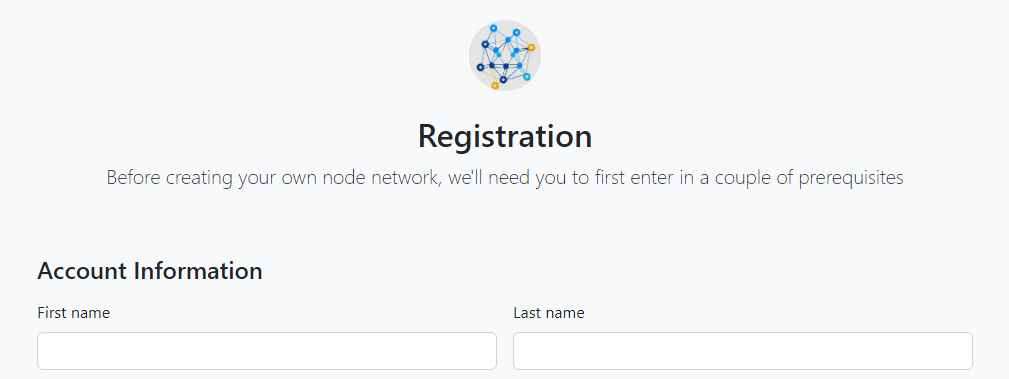 Registration
Before creating your own node network, we'll need you to first enter in a couple of prerequisites
Account Information
First name
Last name